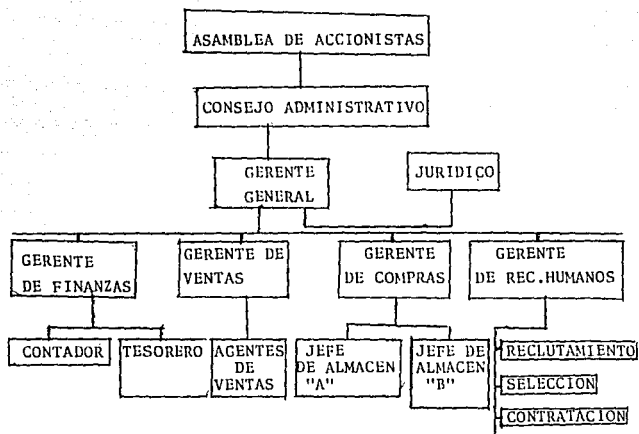 ASAMBLEA DE ACCIONISTAS
CONSEJO ADMINISTRATIVO
GERENTE
GENERAL
JURIDICO
GERENTE
DE FINANZAS
GERENTE DE
VENTAS
GERENTE
DE COMPRAS
GERENTE
DE REC.HUMANOS
CONTADOR
TESORERO
AGENTES
DE
VENTAS
JEFE
DE ALMACEN
"A"
JEFE DE
ALMACEN
"B"
RECLUTAMIENTO
SELECCION
CONTRATACION